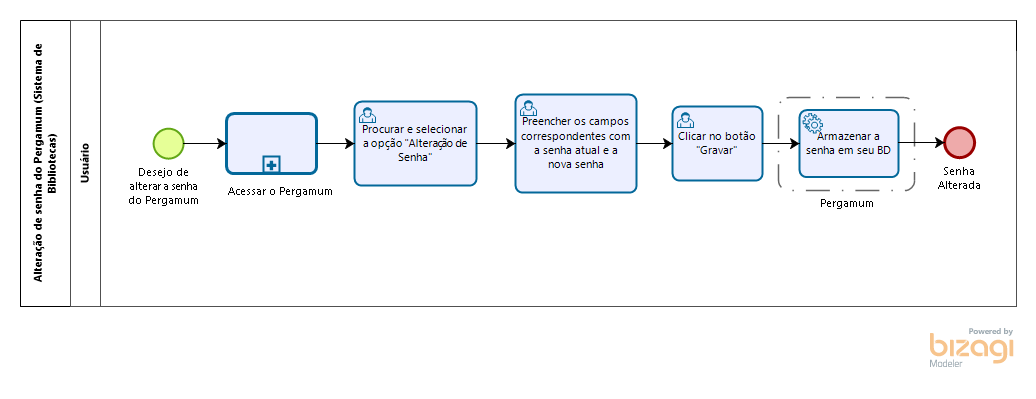 Alteração de senha do Pergamum (Sistema de
Bibliotecas)
Usuário
Desejo de
alterar a senha
do Pergamum
Acessar o Pergamum
Procurar e selecionar
a opção "Alteração de
Senha"
Preencher os campos
correspondentes com
a senha atual e a
nova senha
Clicar no botão
"Gravar"
Armazenar a
senha em seu BD
Pergamum
Senha
Alterada
Powered by
bizagi
Modeler